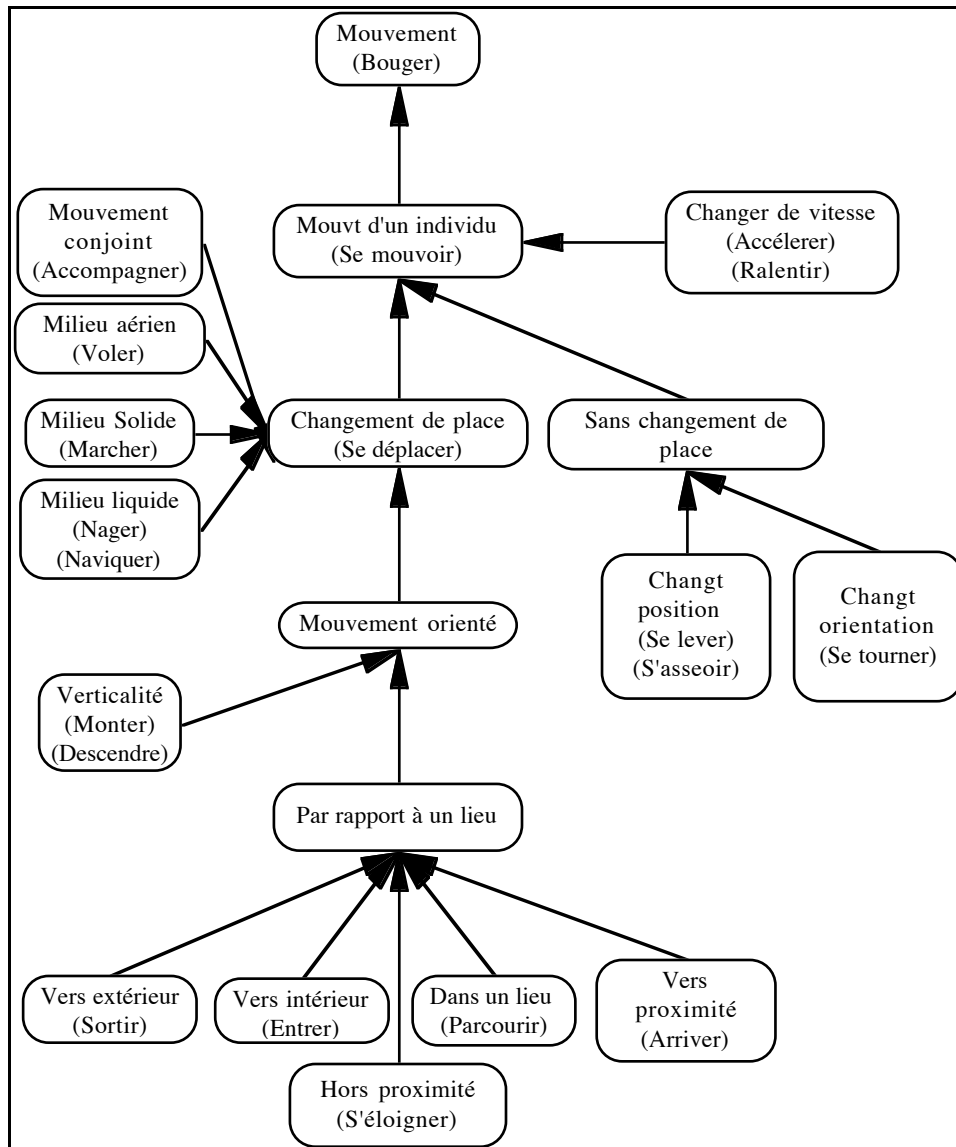 Mouvement
(Bouger)
Mouvement
conjoint
(Accompagner)
Mouvt d'un individu
(Se mouvoir)
Changer de vitesse
(Accélerer)
(Ralentir)
Milieu aérien
(Voler)
Milieu Solide
(Marcher)
Changement de place
(Se déplacer)
Sans changement de
place
Milieu liquide
(Nager)
(Naviquer)
Changt
position
(Se lever)
(S'asseoir)
Changt
orientation
(Se tourner)
Mouvement orienté
Verticalité
(Monter)
(Descendre)
Par rapport à un lieu
Vers extérieur
(Sortir)
Vers intérieur
(Entrer)
Dans un lieu
(Parcourir)
Vers
proximité
(Arriver)
Hors proximité
(S'éloigner)